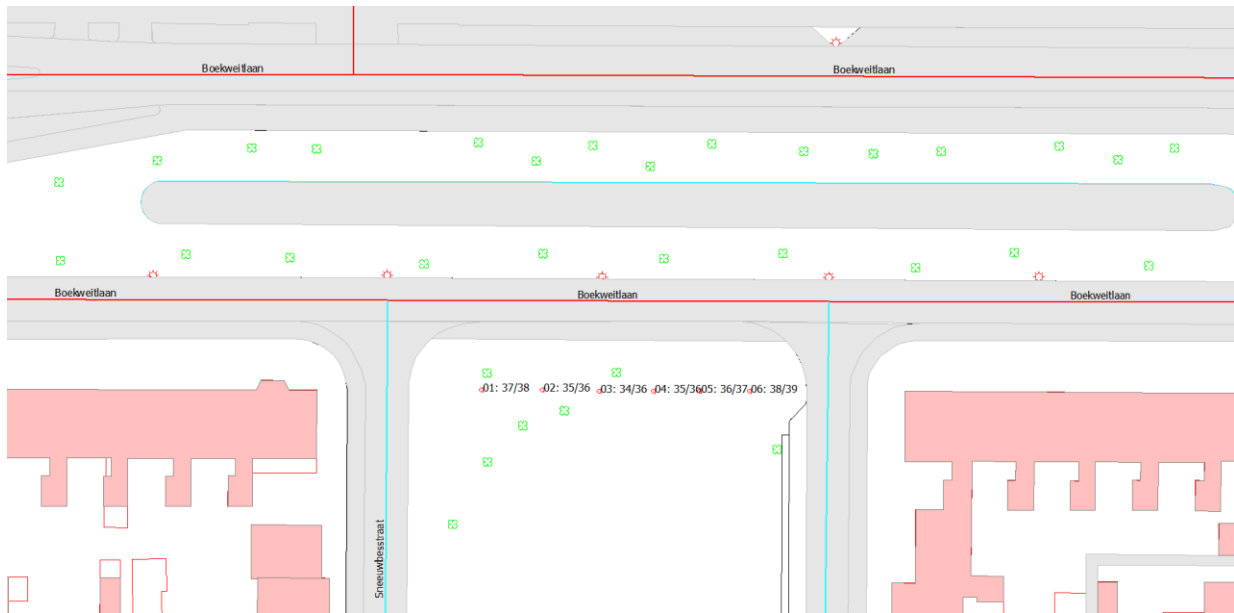 Boekweitlaan
Boekweitlaan
Boekweitlaan
Boekweitlaan
Boekweitlaan
01: 37/38
02: 35/36
03: 34/36
04: 35/36
05: 36/37
06: 38/39
Sneeuwbesstraat